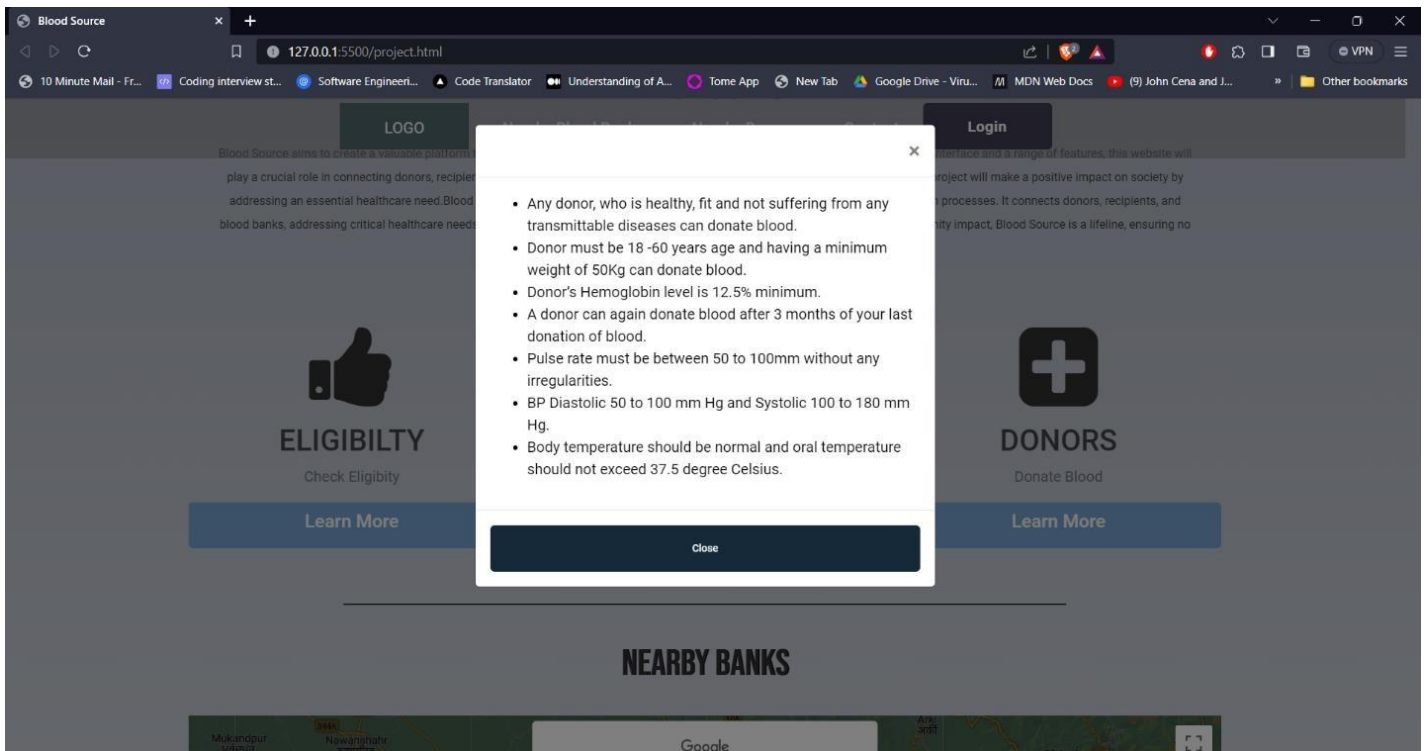 Blood Source
127.0.0.1:5500/project.html
VPN
10 Minute Mail - Fr... Coding interview st... Software Engineeri... Code Translator Understanding of A... Tome App New Tab Google Drive - Viru... MDN Web Docs (9) John Cena and J... » Other bookmarks
LOGO
Login
Blood Source aims to create a valuable platform
interface and a range of features, this website will
play a crucial role in connecting donors, recipien
project will make a positive impact on society by
addressing an essential healthcare need.Blood
processes. It connects donors, recipients, and
blood banks, addressing critical healthcare needs
impact, Blood Source is a lifeline, ensuring no
×
• Any donor, who is healthy, fit and not suffering from any
transmittable diseases can donate blood.
• Donor must be 18 -60 years age and having a minimum
weight of 50Kg can donate blood.
• Donor's Hemoglobin level is 12.5% minimum.
• A donor can again donate blood after 3 months of your last
donation of blood.
• Pulse rate must be between 50 to 100mm without any
irregularities.
• BP Diastolic 50 to 100 mm Hg and Systolic 100 to 180 mm
Hg.
• Body temperature should be normal and oral temperature
should not exceed 37.5 degree Celsius.
Close
ELIGIBILTY
Check Eligibity
Learn More
DONORS
Donate Blood
Learn More
NEARBY BANKS
Mukandpur
Nawanshahr
Google